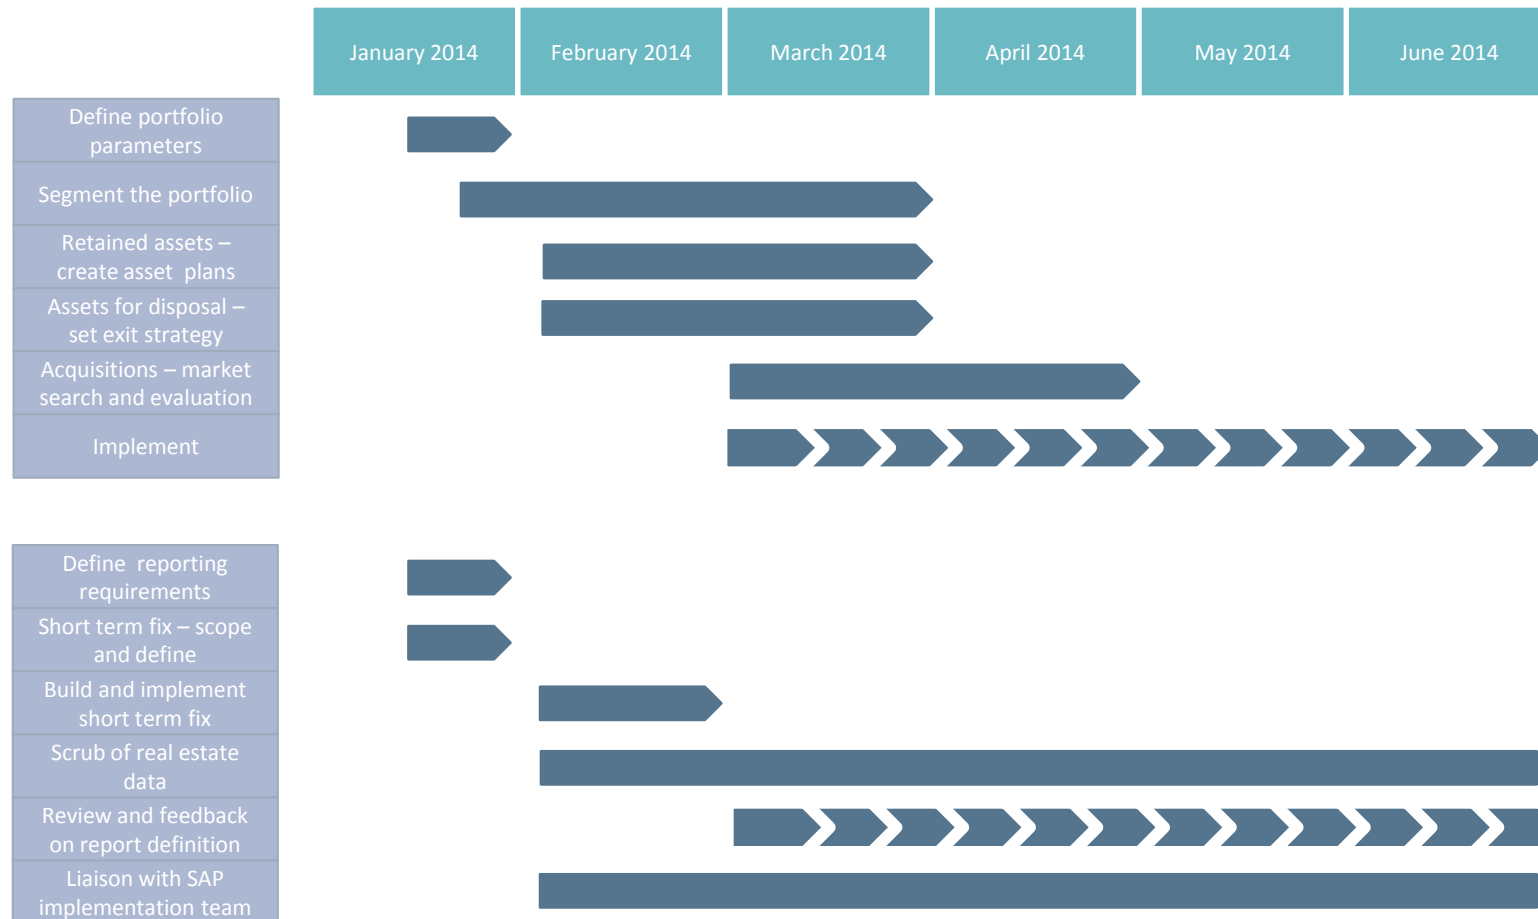 January 2014
February 2014
March 2014
April 2014
May 2014
June 2014
Define portfolio
parameters
Segment the portfolio
Retained assets –
create asset  plans
Assets for disposal –
set exit strategy
Acquisitions – market
search and evaluation
Implement
Define  reporting
requirements
Short term fix – scope
and define
Build and implement
short term fix
Scrub of real estate
data
Review and feedback
on report definition
Liaison with SAP
implementation team